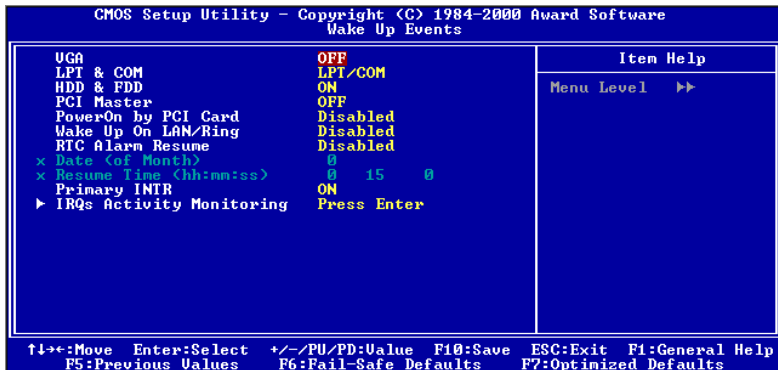 CMOS Setup Utility - Copyright (C) 1984-2000 Award Software
Wake Up Events
VGA OFF
LPT & COM LPT/COM
HDD & FDD ON
PCI Master OFF
PowerOn by PCI Card Disabled
Wake Up On LAN/Ring Disabled
RTC Alarm Resume Disabled
x Date (of Month) 0
x Resume Time (hh:mm:ss) 0 15 0
Primary INTR ON
▶ IRQs Activity Monitoring Press Enter
Item Help
Menu Level ▶▶
↑↓→←:Move Enter:Select +/-/PU/PD:Value F10:Save ESC:Exit F1:General Help
F5:Previous Values F6:Fail-Safe Defaults F7:Optimized Defaults